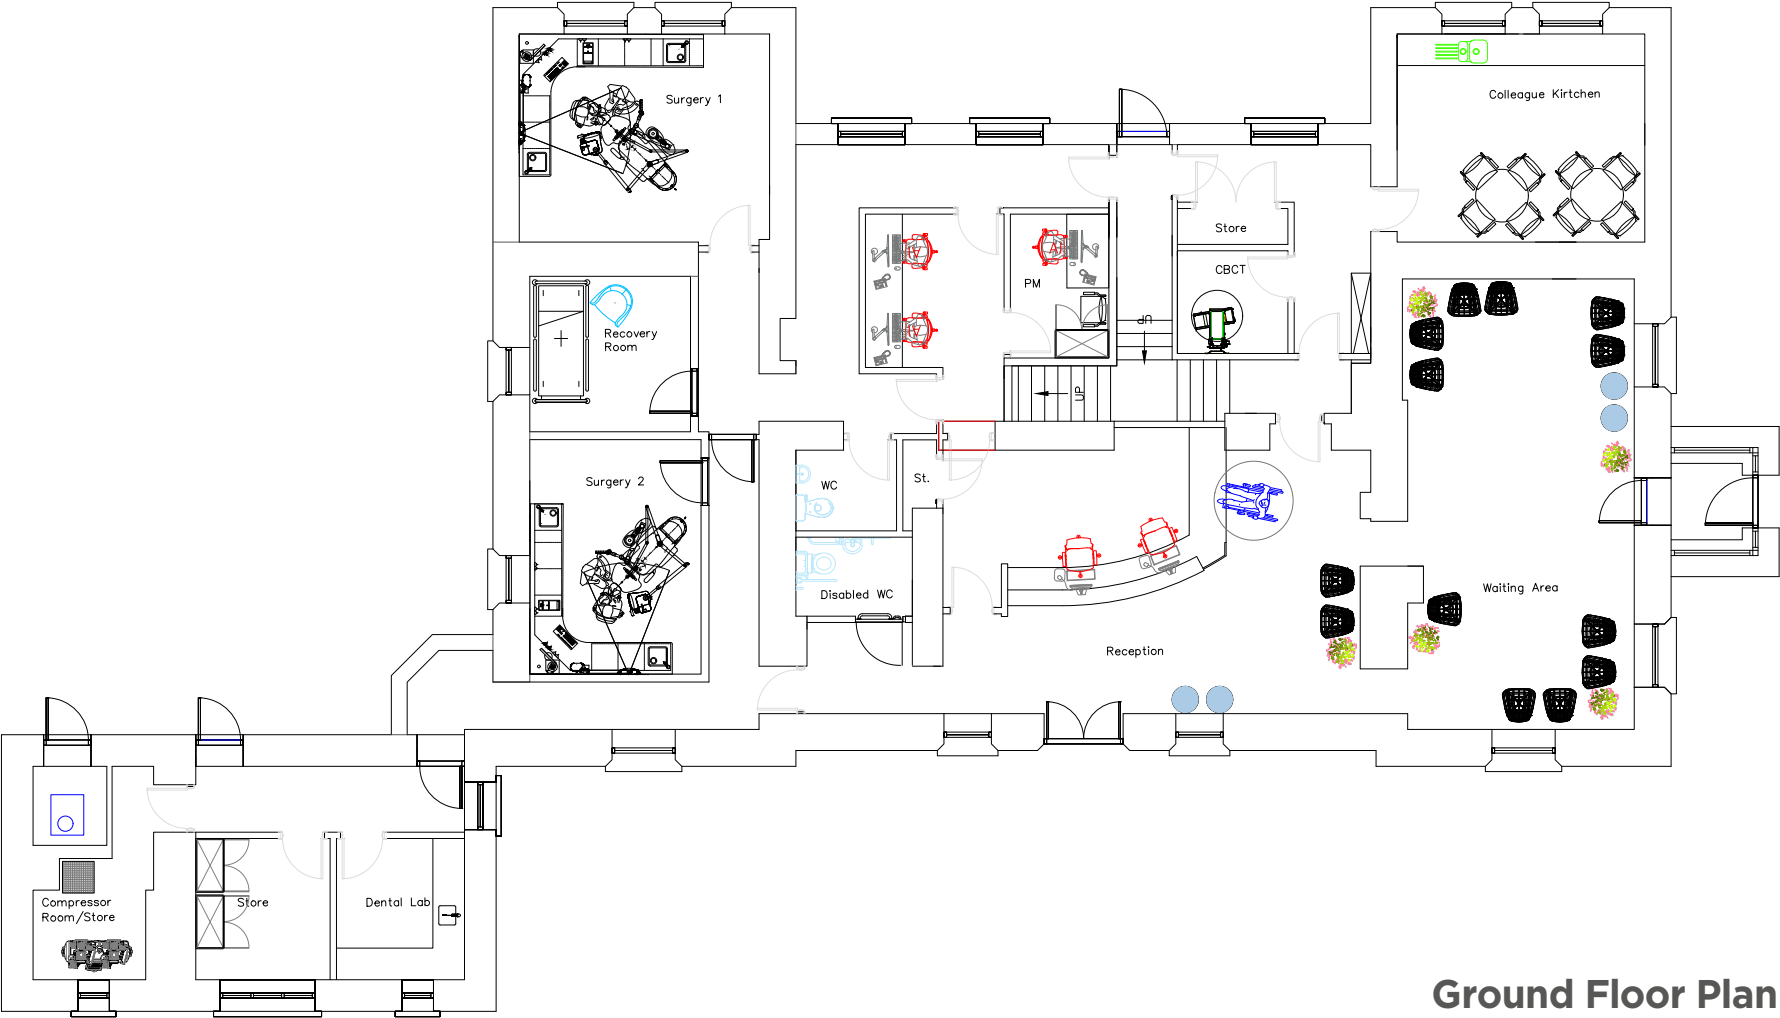 Surgery 1
Colleague Kirtchen
Store
CBCT
PM
UP
Recovery
Room
UP
Surgery 2
WC
St.
Disabled WC
Waiting Area
Reception
Compressor
Room/Store
Store
Dental Lab
Ground Floor Plan